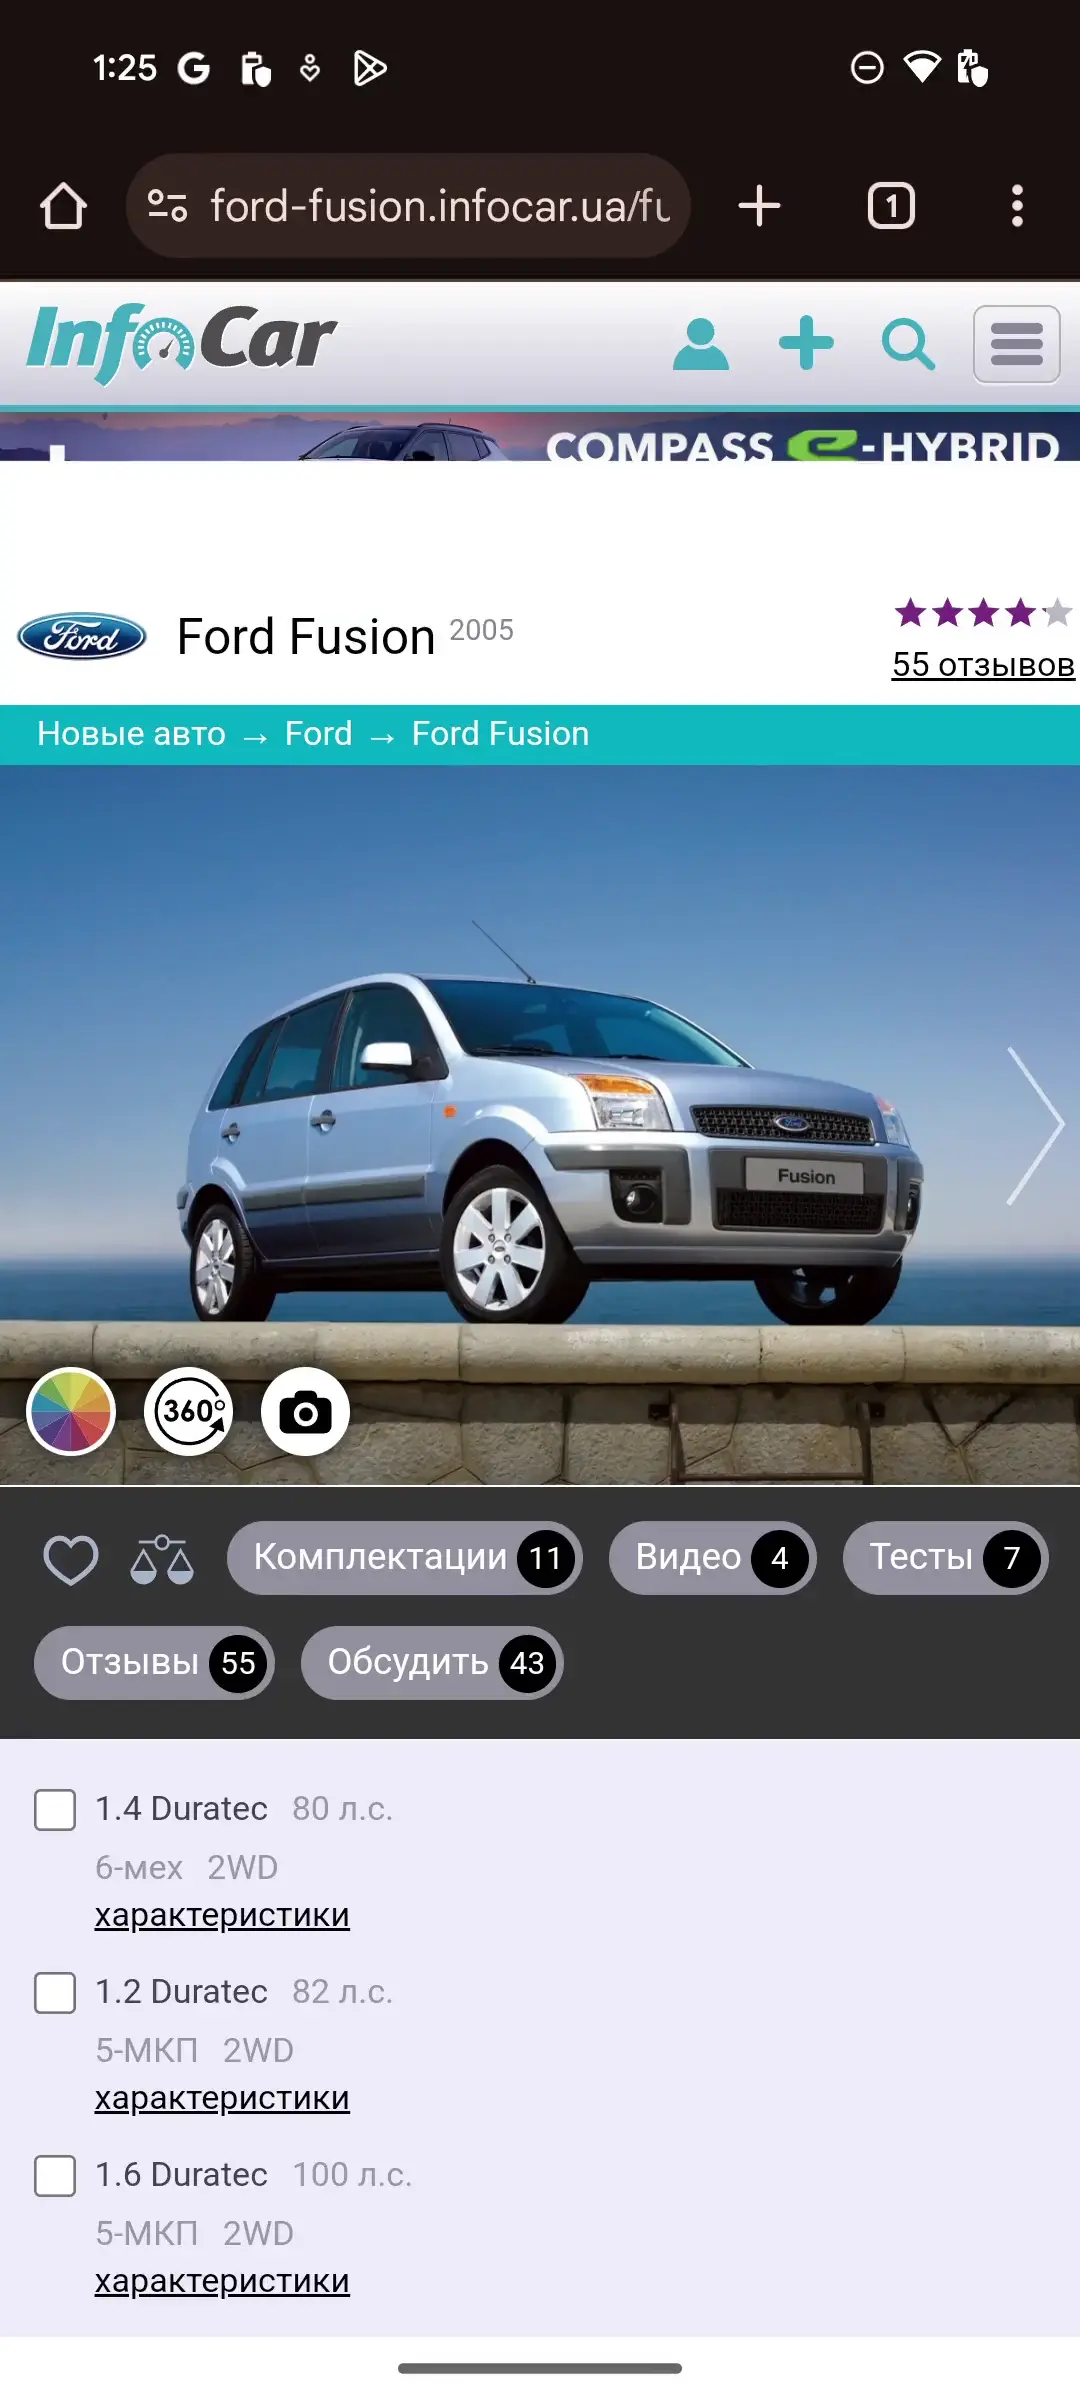 1:25
ford-fusion.infocar.ua/fu
1
InfoCar
COMPASS e-HYBRID
Ford
Ford Fusion 2005
55 отзывов
Новые авто → Ford → Ford Fusion
Ford
Fusion
360°
Комплектации 11
Видео 4
Тесты 7
Отзывы 55
Обсудить 43
1.4 Duratec 80 л.с.
6-мех 2WD
характеристики
1.2 Duratec 82 л.с.
5-МКП 2WD
характеристики
1.6 Duratec 100 л.с.
5-МКП 2WD
характеристики